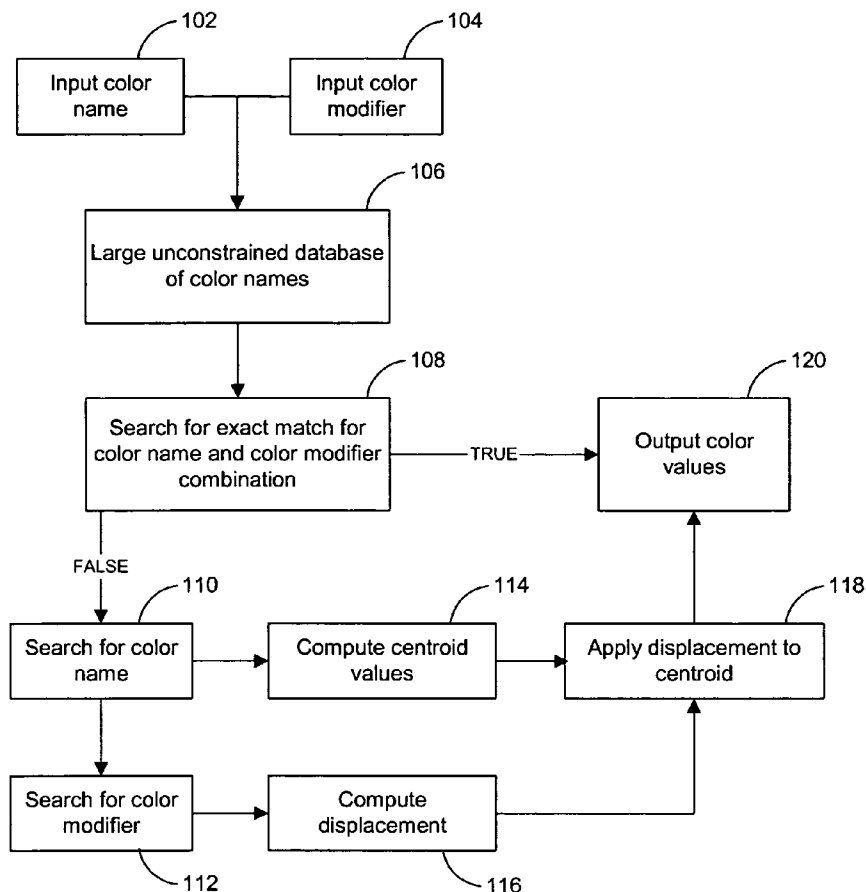 102
104
Input color
name
Input color
modifier
106
Large unconstrained database
of color names
108
120
Search for exact match for
color name and color modifier
combination
TRUE
Output color
values
FALSE
110
114
118
Search for color
name
Compute centroid
values
Apply displacement to
centroid
Search for color
modifier
Compute
displacement
112
116